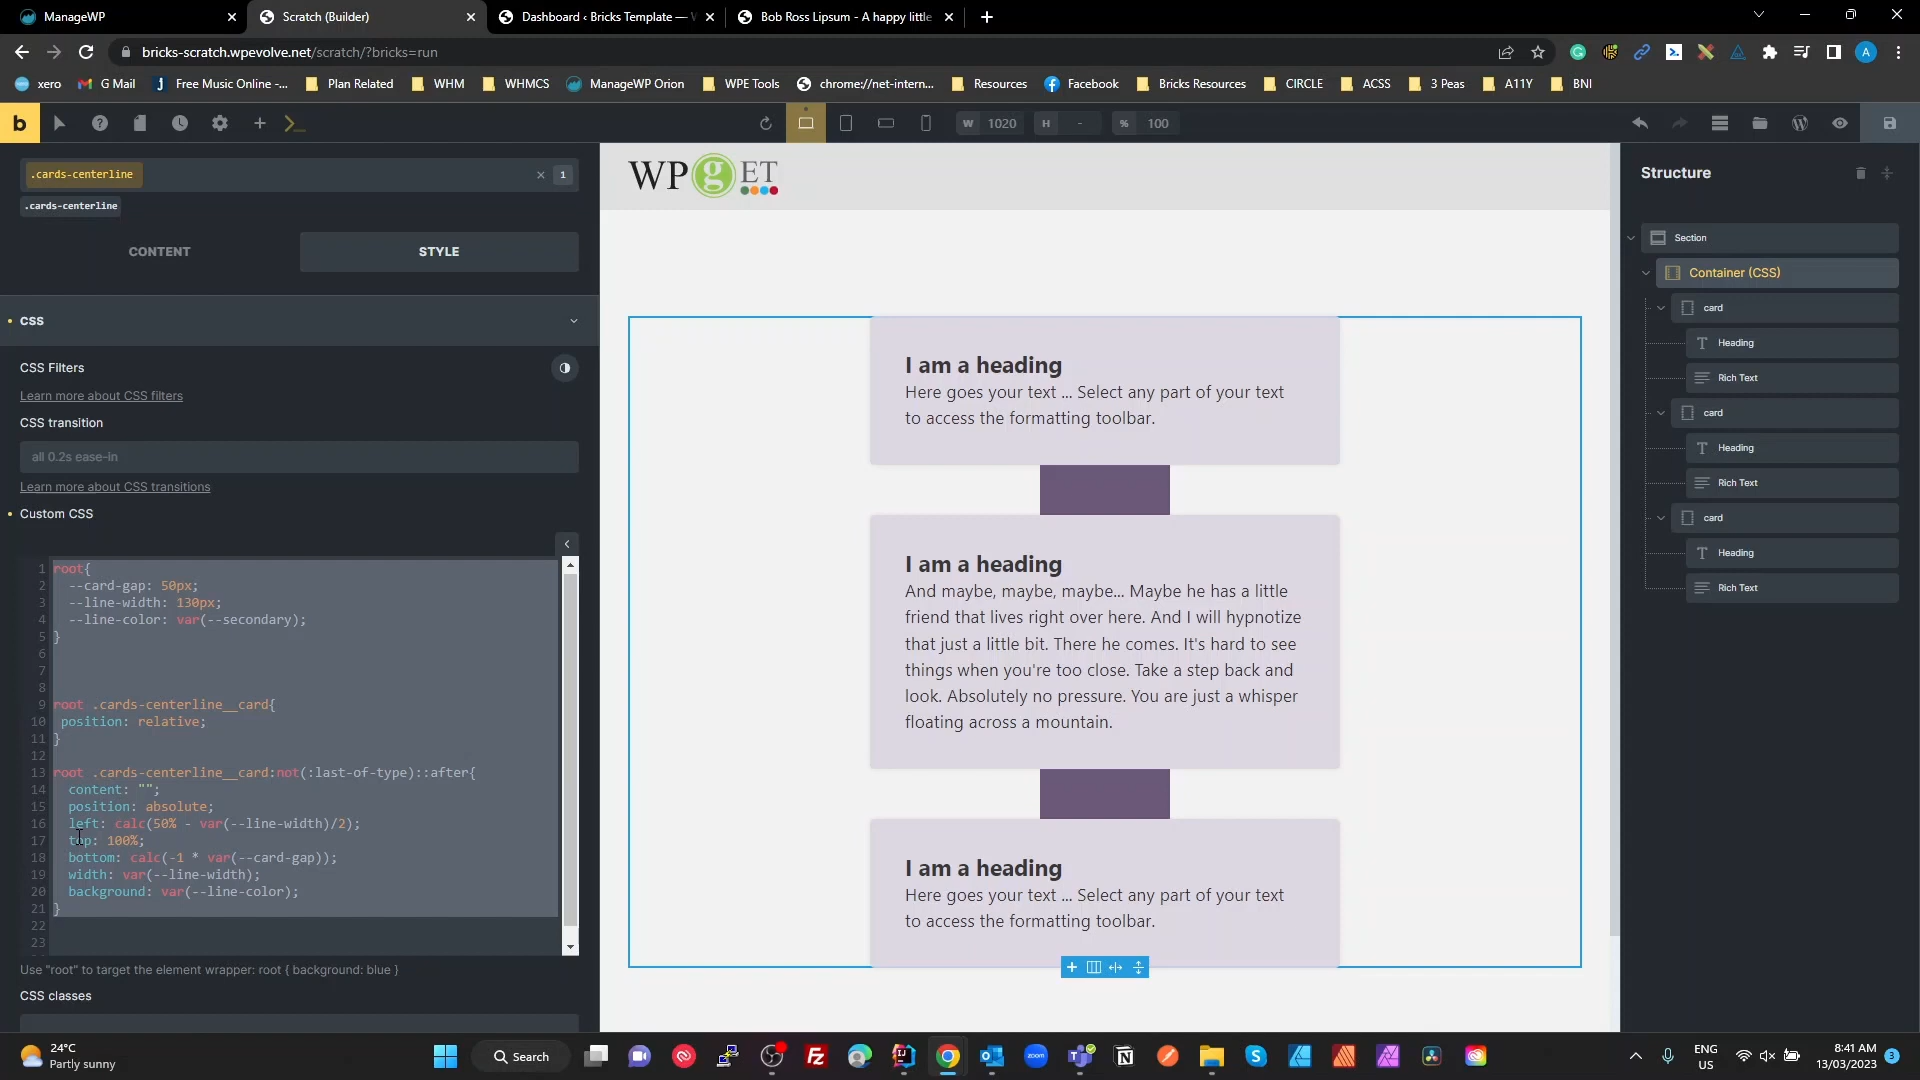 ManageWP
Scratch (Builder)
Dashboard ‹ Bricks Template — W
Bob Ross Lipsum - A happy little
bricks-scratch.wpevolve.net/scratch/?bricks=run
A
xero
G Mail
Free Music Online -...
Plan Related
WHM
WHMCS
ManageWP Orion
WPE Tools
chrome://net-intern...
Resources
Facebook
Bricks Resources
CIRCLE
ACSS
3 Peas
A11Y
BNI
b
W 1020
H -
% 100
.cards-centerline
1
.cards-centerline
CONTENT
STYLE
CSS
CSS Filters
Learn more about CSS filters
CSS transition
all 0.2s ease-in
Learn more about CSS transitions
Custom CSS
1 root{
2 --card-gap: 50px;
3 --line-width: 130px;
4 --line-color: var(--secondary);
5 }
6
7
8
9 root .cards-centerline__card{
10 position: relative;
11 }
12
13 root .cards-centerline__card:not(:last-of-type)::after{
14 content: "";
15 position: absolute;
16 left: calc(50% - var(--line-width)/2);
17 top: 100%;
18 bottom: calc(-1 * var(--card-gap));
19 width: var(--line-width);
20 background: var(--line-color);
21 }
22
23
Use "root" to target the element wrapper: root { background: blue }
CSS classes
WPgET
I am a heading
Here goes your text ... Select any part of your text
to access the formatting toolbar.
I am a heading
And maybe, maybe, maybe... Maybe he has a little
friend that lives right over here. And I will hypnotize
that just a little bit. There he comes. It's hard to see
things when you're too close. Take a step back and
look. Absolutely no pressure. You are just a whisper
floating across a mountain.
I am a heading
Here goes your text ... Select any part of your text
to access the formatting toolbar.
Structure
Section
Container (CSS)
card
Heading
Rich Text
card
Heading
Rich Text
card
Heading
Rich Text
24°C
Partly sunny
Search
ENG
US
8:41 AM
13/03/2023
3